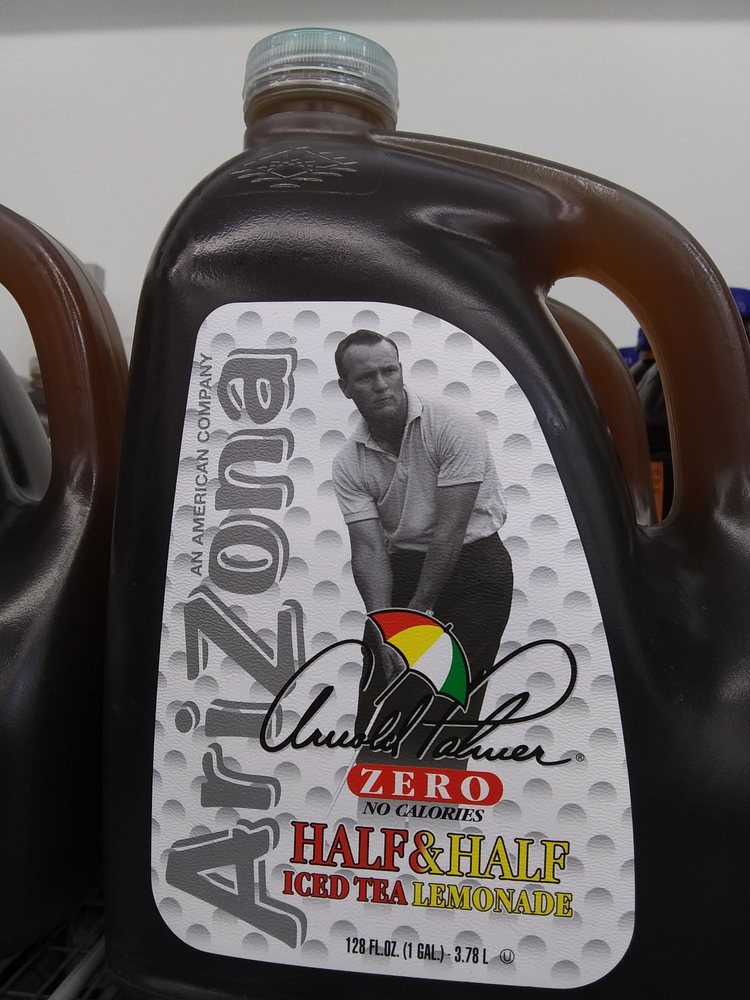 AN AMERICAN COMPANY
AriZona®
Arnold Palmer®
ZERO
NO CALORIES
HALF&HALF
ICED TEA LEMONADE
128 FL.OZ. (1 GAL.) - 3.78 L U